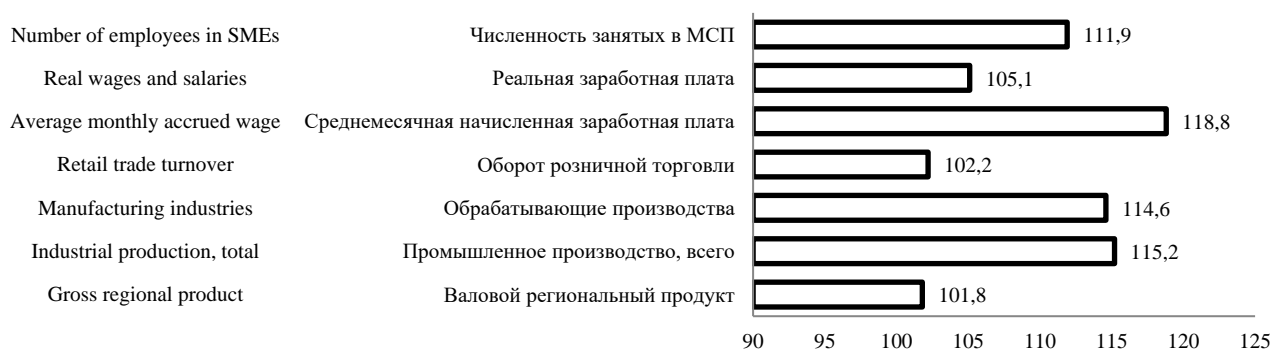 Number of employees in SMEs Численность занятых в МСП 111,9
Real wages and salaries Реальная заработная плата 105,1
Average monthly accrued wage Среднемесячная начисленная заработная плата 118,8
Retail trade turnover Оборот розничной торговли 102,2
Manufacturing industries Обрабатывающие производства 114,6
Industrial production, total Промышленное производство, всего 115,2
Gross regional product Валовой региональный продукт 101,8
90 95 100 105 110 115 120 125